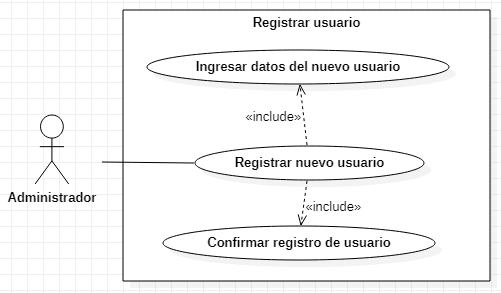 Registrar usuario
Ingresar datos del nuevo usuario
«include»
Registrar nuevo usuario
Administrador
«include»
Confirmar registro de usuario